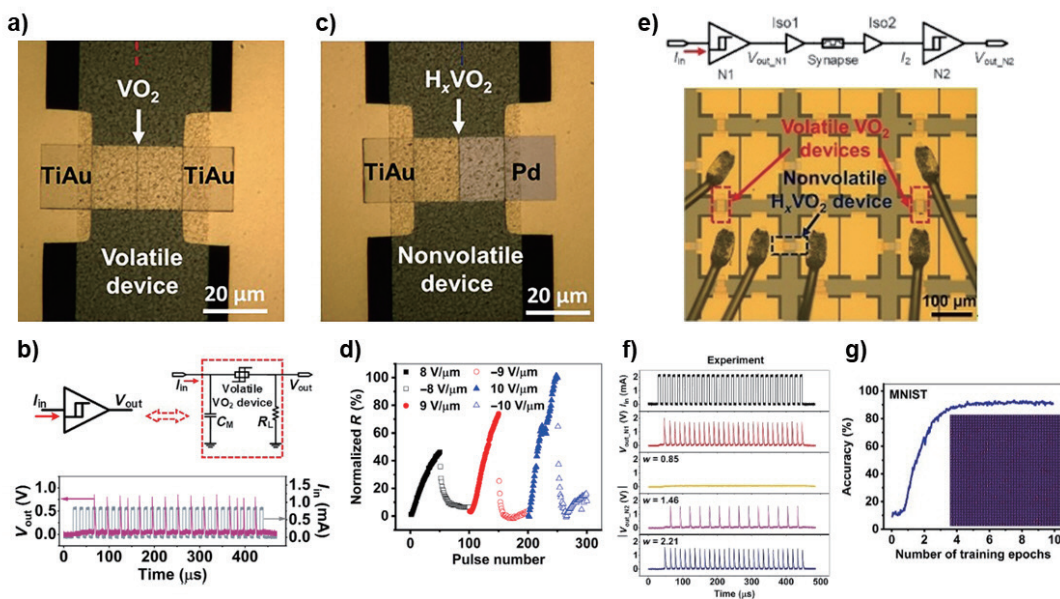 a)
VO2
TiAu
TiAu
Volatile
device
20 μm
b)
Iin
Vout
Iin
Vout
Volatile
VO2 device
CM
RL
Vout (V)
1.0
0.5
0.0
Iin (mA)
1.5
1.0
0.5
0.0
0 100 200 300 400
Time (μs)
c)
HxVO2
TiAu
Pd
Nonvolatile
device
20 μm
d)
8 V/μm
−9 V/μm
−8 V/μm
10 V/μm
9 V/μm
−10 V/μm
Normalized R
100%
80%
60%
40%
20%
0
0 100 200 300
Pulse number
e)
Iin
N1
Vout_N1
Iso1
Synapse
Iso2
I2
N2
Vout_N2
Volatile VO2
devices
Nonvolatile
HxVO2 device
100 μm
f)
Experiment
Iin (mA)
2
1
0
Vout_N1 (V)
2
1
0
w = 0.85
w = 1.46
|Vout_N2| (V)
w = 2.21
0 100 200 300 400 500
Time (μs)
g)
MNIST
Accuracy (%)
100
80
60
40
20
0
0 2 4 6 8 10
Number of training epochs